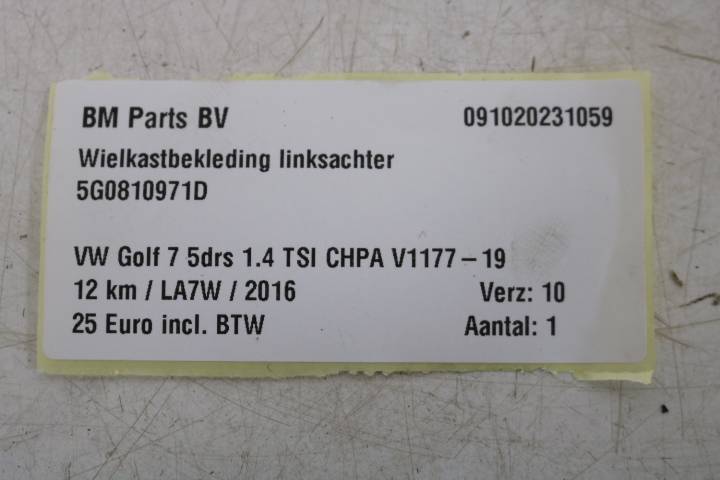 BM Parts BV 091020231059
Wielkastbekleding linksachter
5G0810971D
VW Golf 7 5drs 1.4 TSI CHPA V1177-19
12 km / LA7W / 2016 Verz: 10
25 Euro incl. BTW Aantal: 1